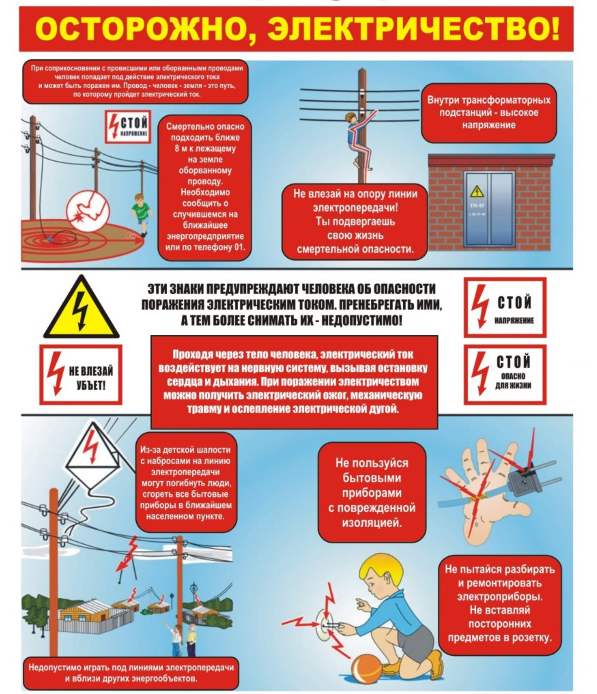 ОСТОРОЖНО, ЭЛЕКТРИЧЕСТВО!
При соприкосновении с провисшими или оборванными проводами
человек попадает под действие электрического тока
и может быть поражен им. Провод - человек - земля - это путь,
по которому пройдет электрический ток.
СТОЙ
НАПРЯЖЕНИЕ
Смертельно опасно
подходить ближе
8 м к лежащему
на земле
оборванному
проводу.
Необходимо
сообщить о
случившемся на
ближайшее
энергопредприятие
или по телефону 01.
Не влезай на опору линии
электропередачи!
Ты подвергаешь
свою жизнь
смертельной опасности.
Внутри трансформаторных
подстанций - высокое
напряжение
ЭТИ ЗНАКИ ПРЕДУПРЕЖДАЮТ ЧЕЛОВЕКА ОБ ОПАСНОСТИ
ПОРАЖЕНИЯ ЭЛЕКТРИЧЕСКИМ ТОКОМ. ПРЕНЕБРЕГАТЬ ИМИ,
А ТЕМ БОЛЕЕ СНИМАТЬ ИХ - НЕДОПУСТИМО!
СТОЙ
НАПРЯЖЕНИЕ
НЕ ВЛЕЗАЙ
УБЬЕТ!
Проходя через тело человека, электрический ток
воздействует на нервную систему, вызывая остановку
сердца и дыхания. При поражении электричеством
можно получить электрический ожог, механическую
травму и ослепление электрической дугой.
СТОЙ
ОПАСНО
ДЛЯ ЖИЗНИ
Из-за детской шалости
с набросами на линию
электропередачи
могут погибнуть люди,
сгореть все бытовые
приборы в ближайшем
населенном пункте.
Недопустимо играть под линиями электропередачи
и вблизи других энергообъектов.
Не пользуйся
бытовыми
приборами
с поврежденной
изоляцией.
Не пытайся разбирать
и ремонтировать
электроприборы.
Не вставляй
посторонних
предметов в розетку.